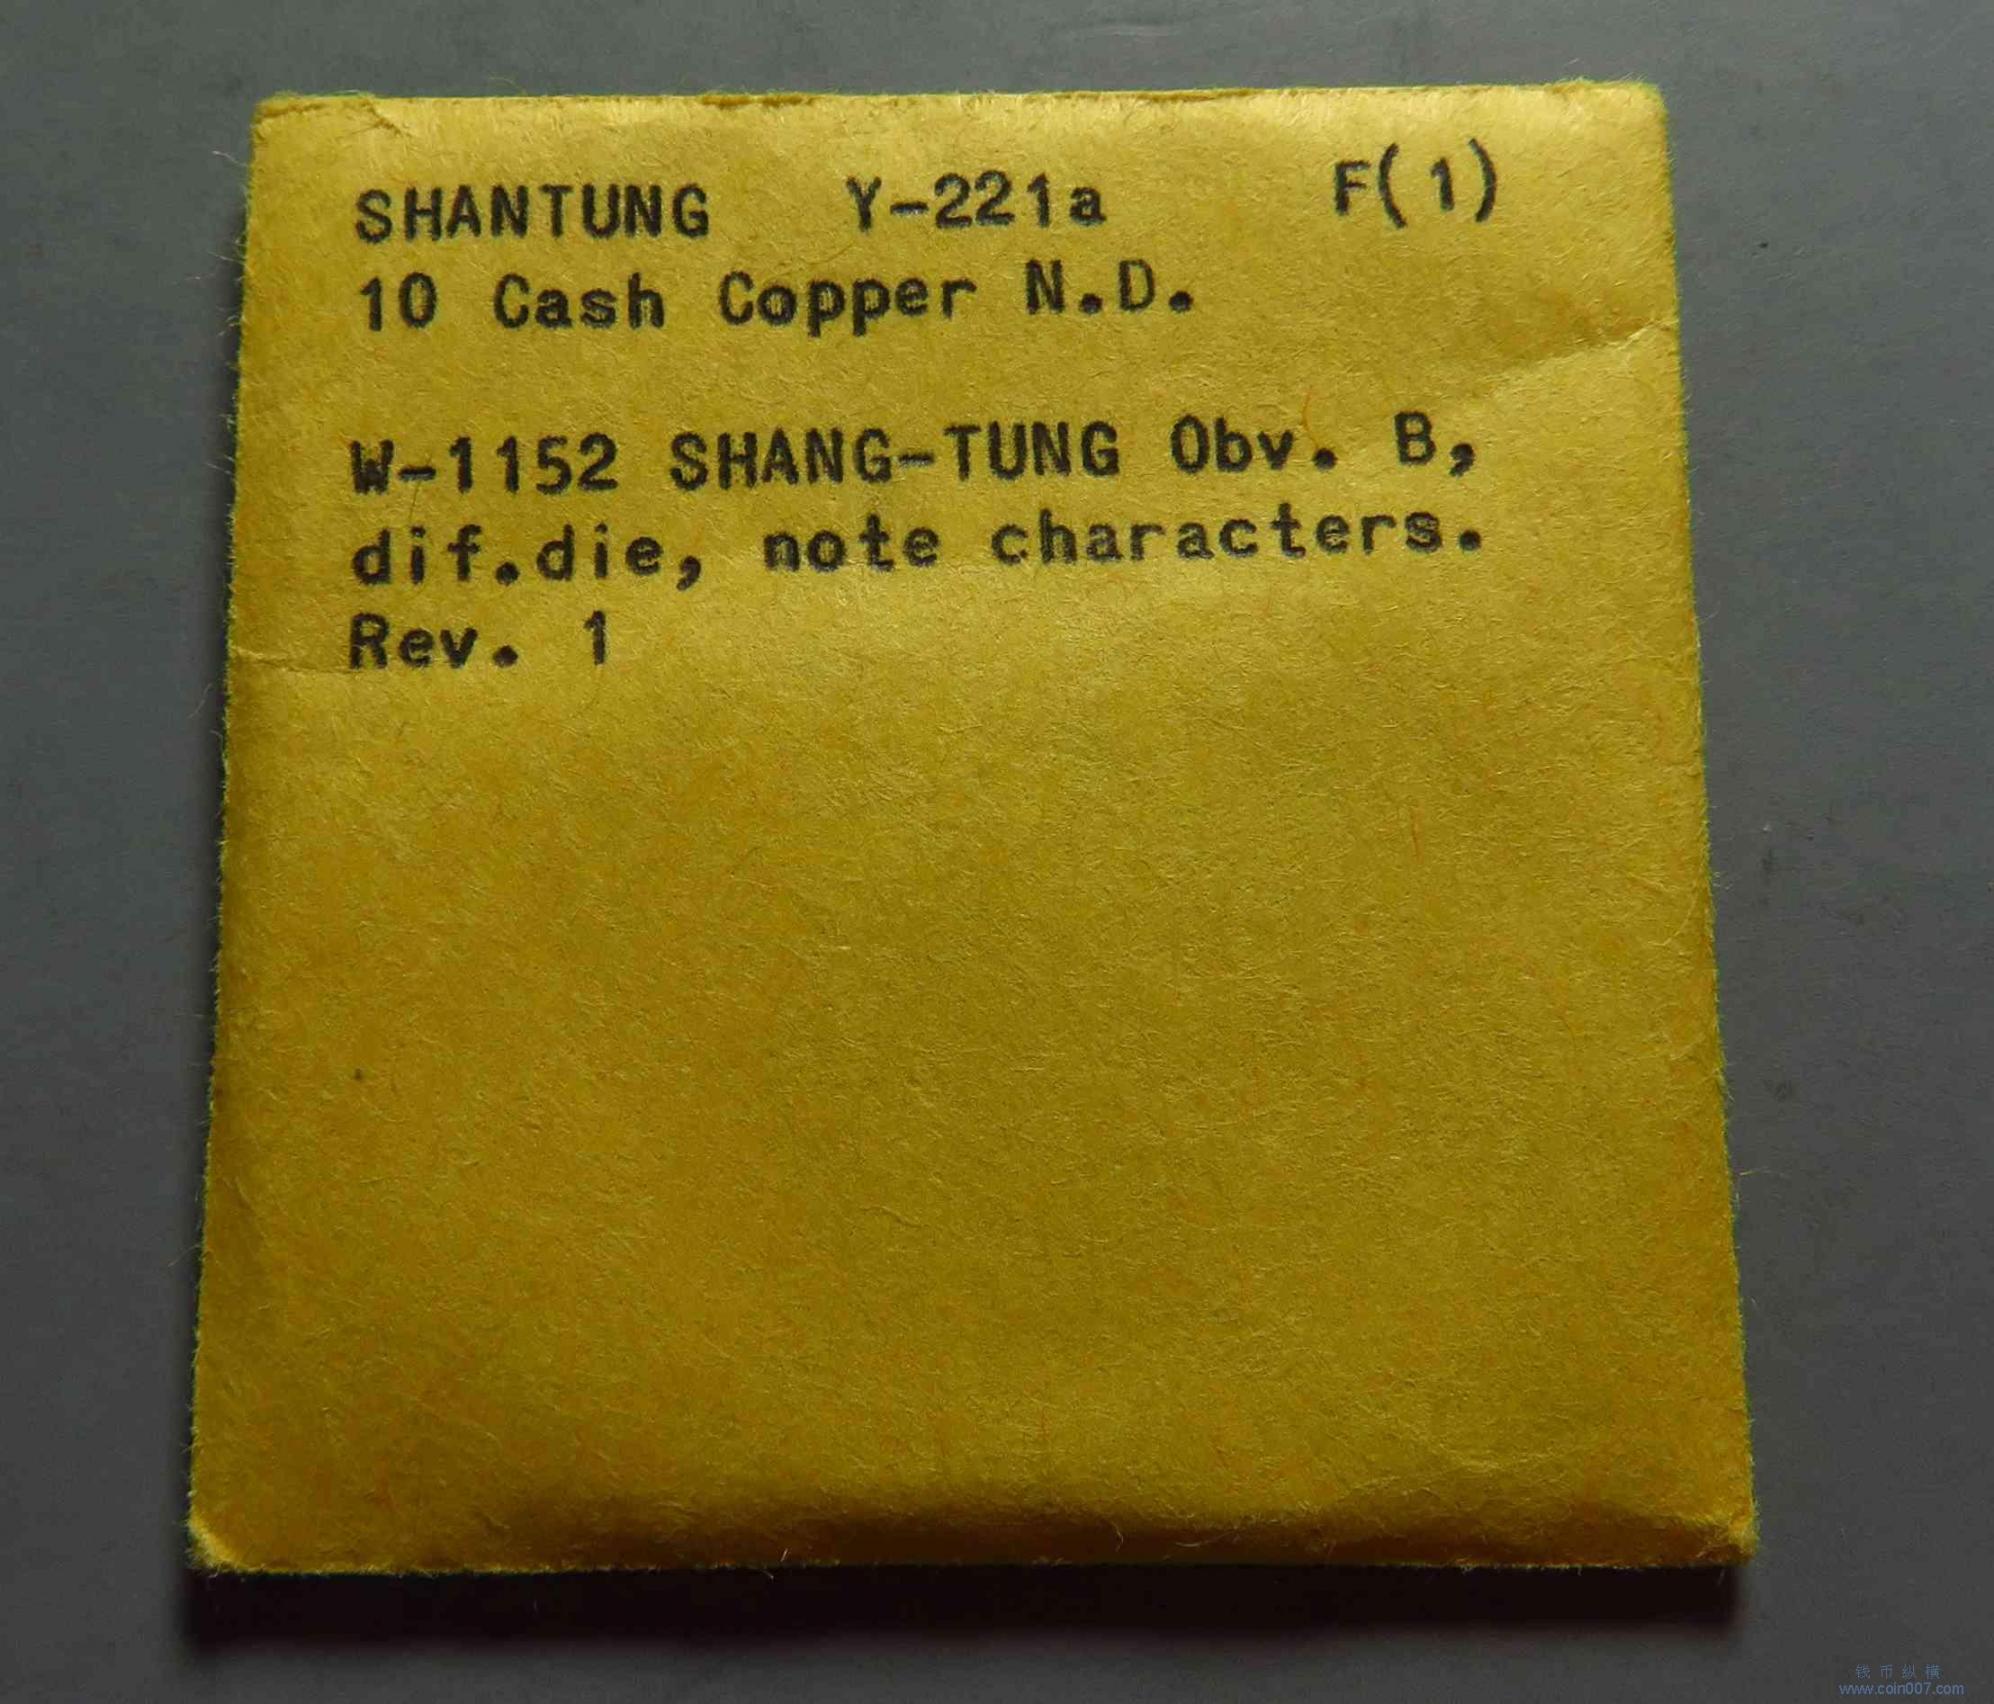 SHANTUNG Y-221a F(1)
10 Cash Copper N.D.
W-1152 SHANG-TUNG Obv. B,
dif.die, note characters.
Rev. 1
钱币纵横
www.coin007.com